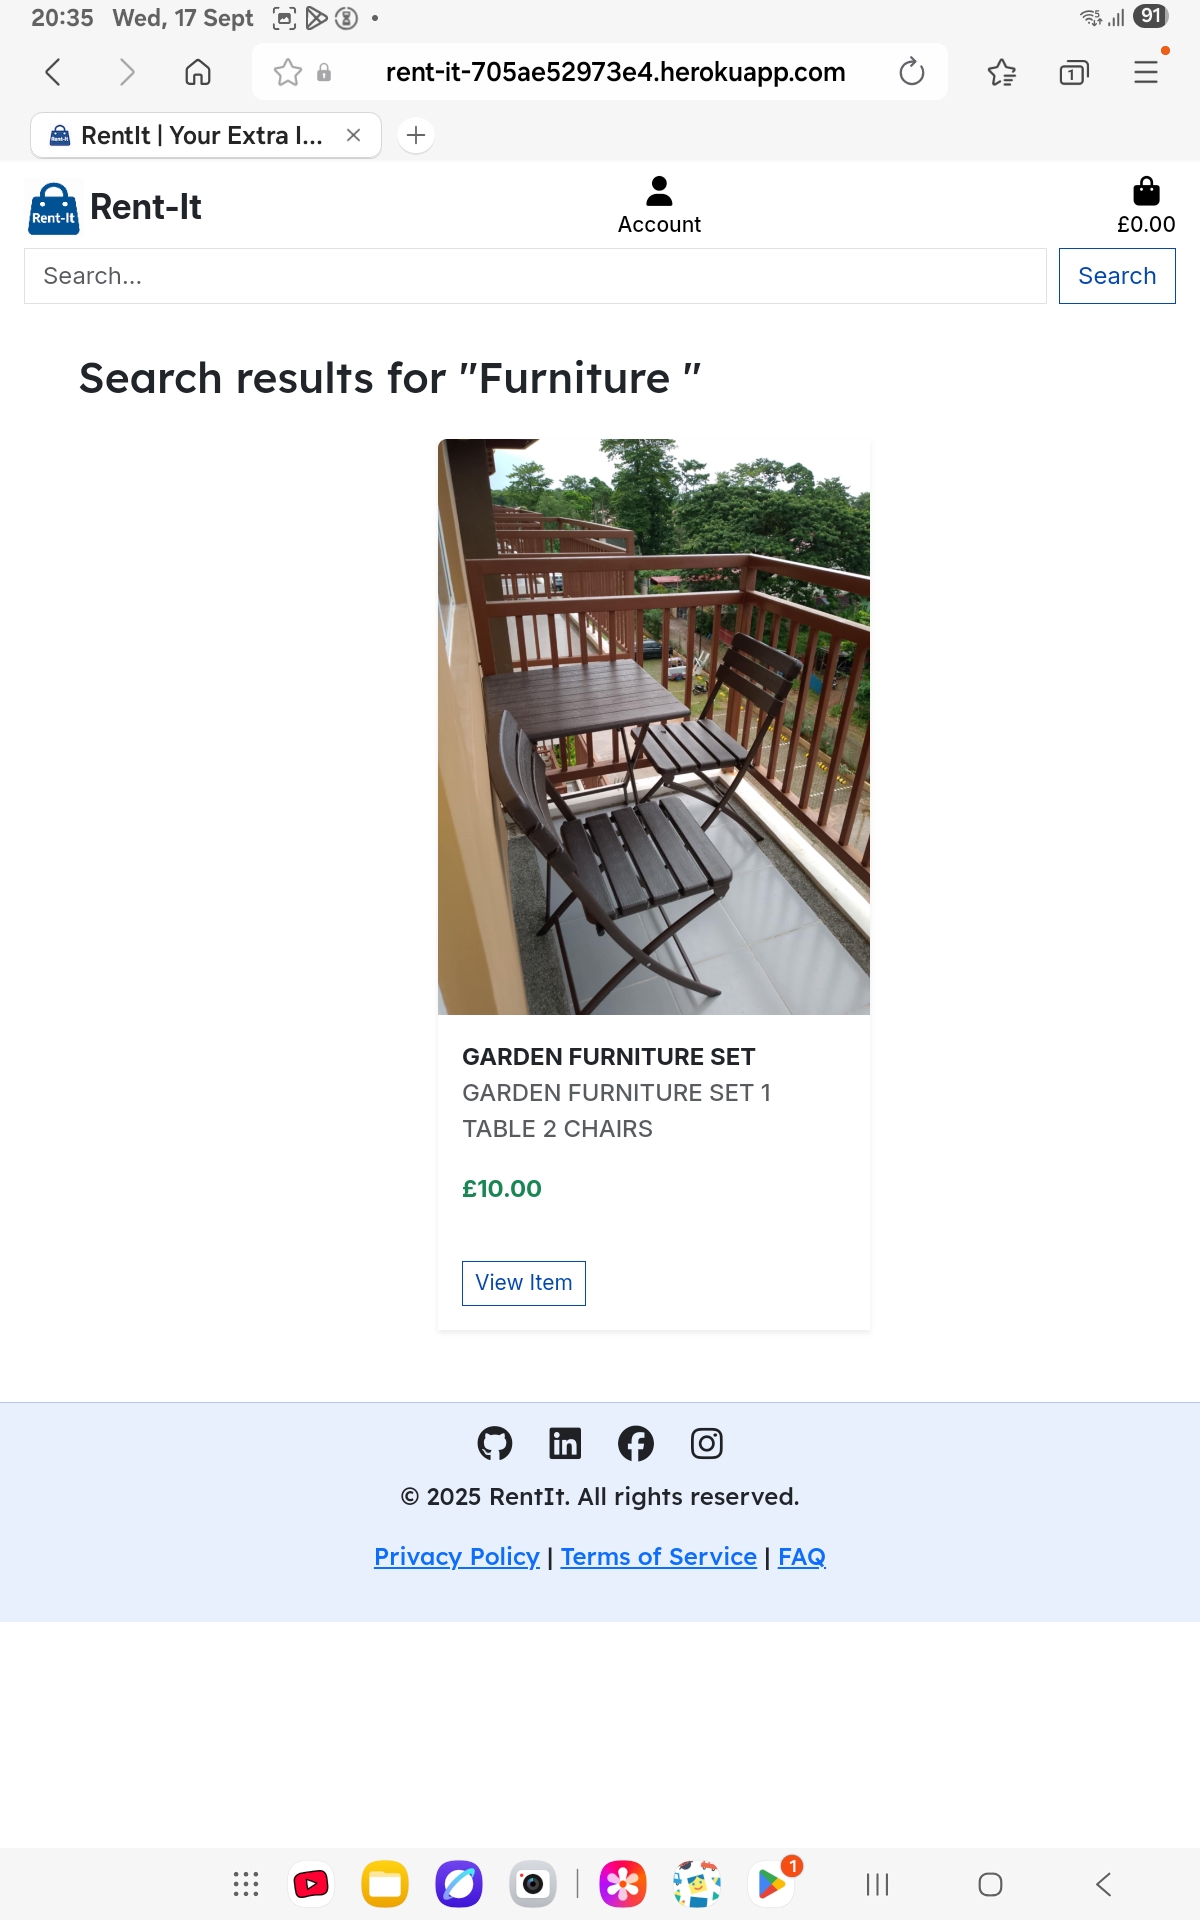 20:35 Wed, 17 Sept
91
rent-it-705ae52973e4.herokuapp.com
1
RentIt | Your Extra I...
Rent-It Rent-It
Account
£0.00
Search...
Search
Search results for "Furniture "
GARDEN FURNITURE SET
GARDEN FURNITURE SET 1
TABLE 2 CHAIRS
£10.00
View Item
© 2025 RentIt. All rights reserved.
Privacy Policy | Terms of Service | FAQ
1